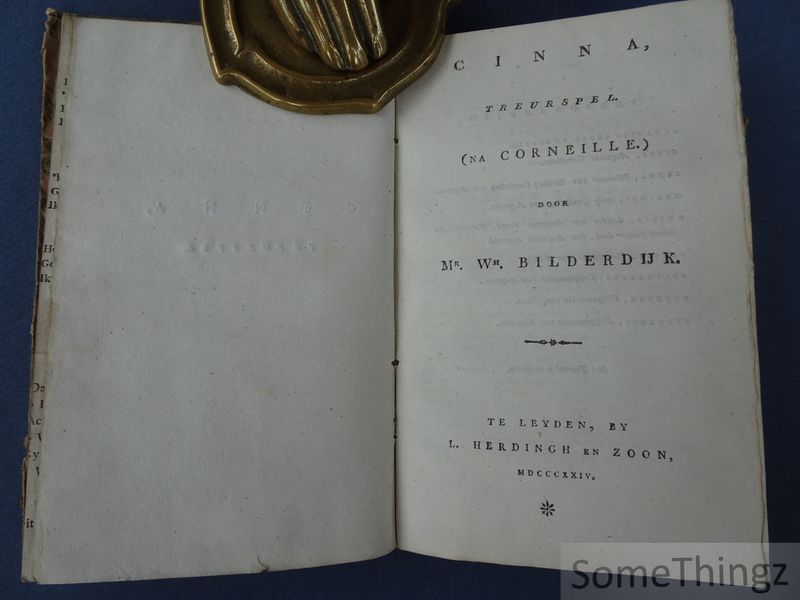 CINNA,
TREURSPEL.
(NA CORNEILLE.)
DOOR
Mr. Wm. BILDERDIJK.
TE LEYDEN, BY
L. HERDINGH EN ZOON,
MDCCCXXIV.
SomeThingz